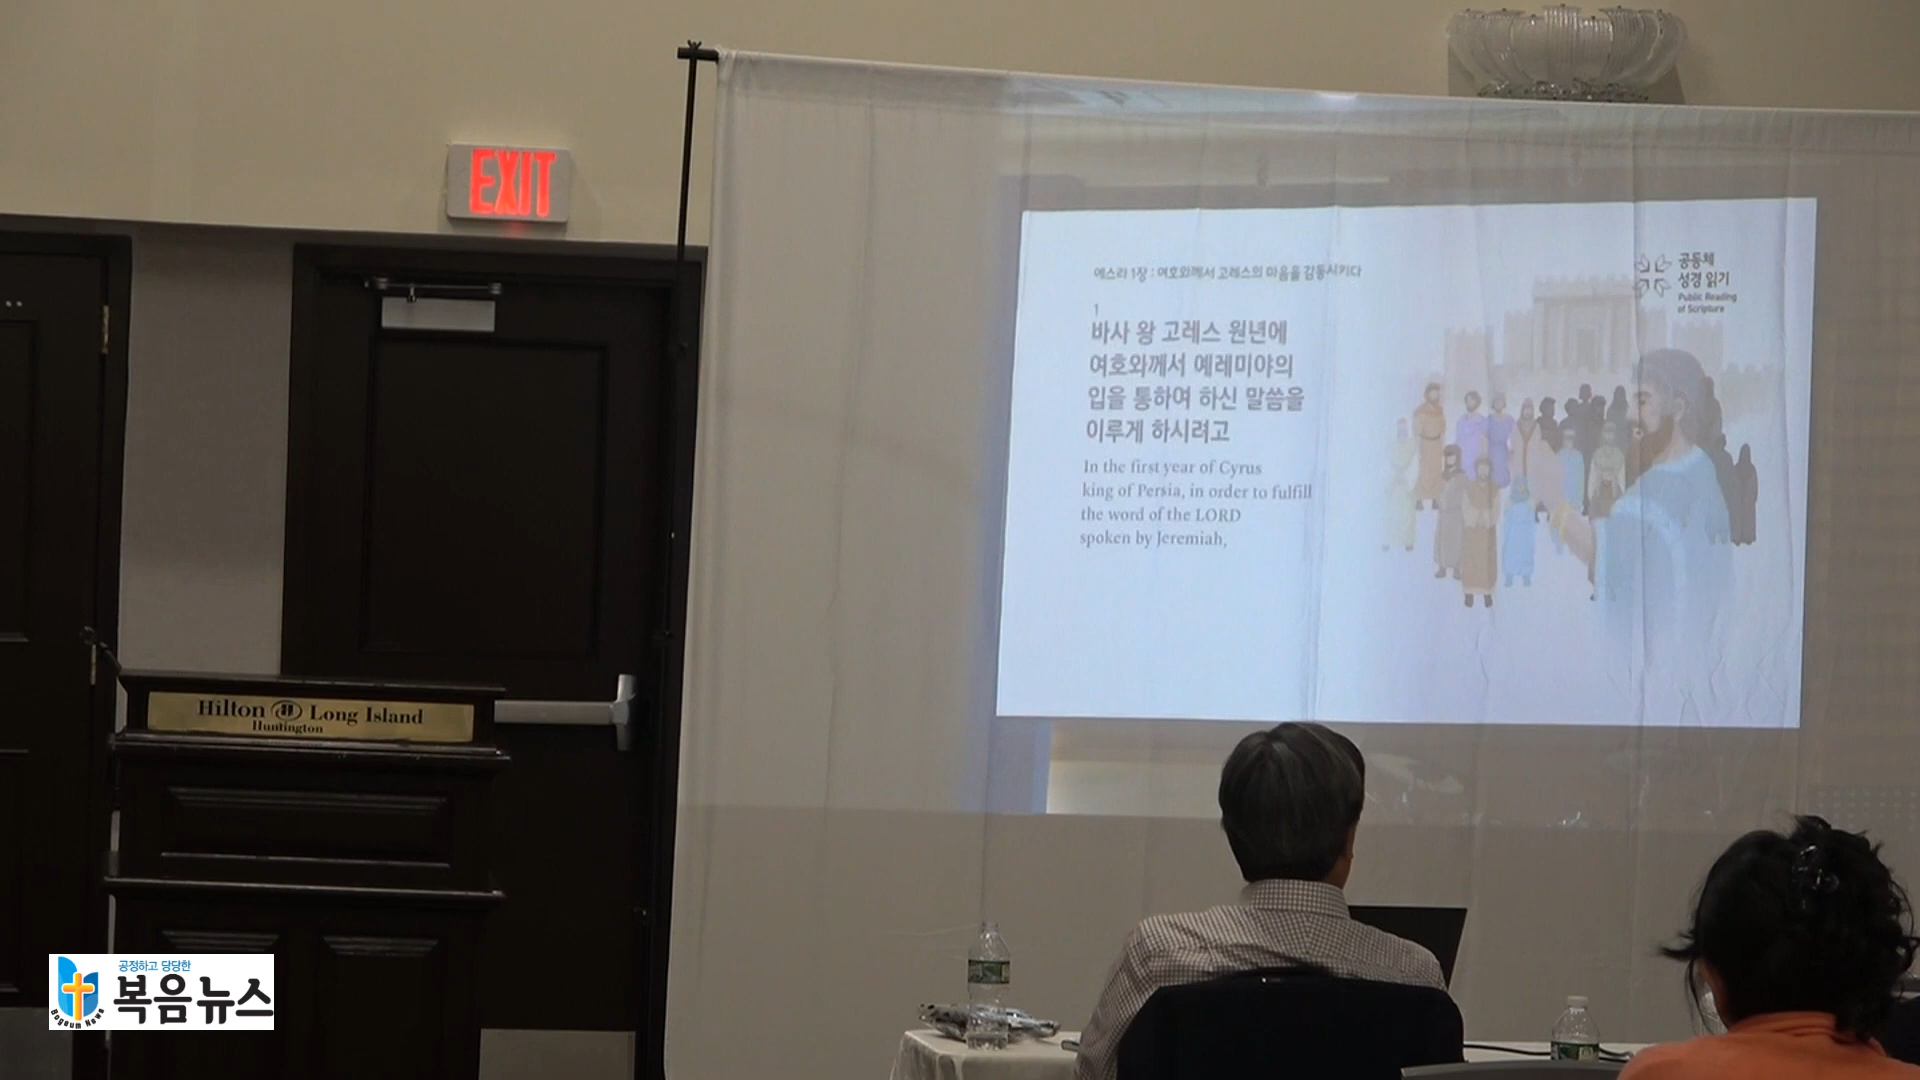 EXIT
에스라 1장 : 여호와께서 고레스의 마음을 감동시키다
공동체
성경 읽기
Public Reading
of Scripture
1
바사 왕 고레스 원년에
여호와께서 예레미야의
입을 통하여 하신 말씀을
이루게 하시려고
In the first year of Cyrus
king of Persia, in order to fulfill
the word of the LORD
spoken by Jeremiah,
Hilton Long Island
Huntington
공정하고 당당한
복음뉴스
Bogeum News